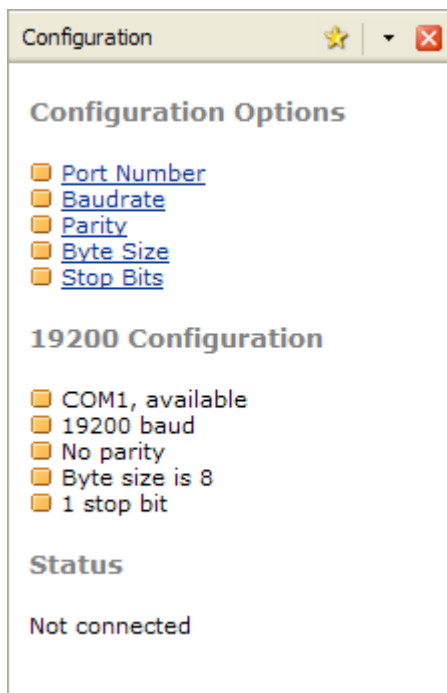 Configuration
Configuration Options
Port Number
Baudrate
Parity
Byte Size
Stop Bits
19200 Configuration
COM1, available
19200 baud
No parity
Byte size is 8
1 stop bit
Status
Not connected